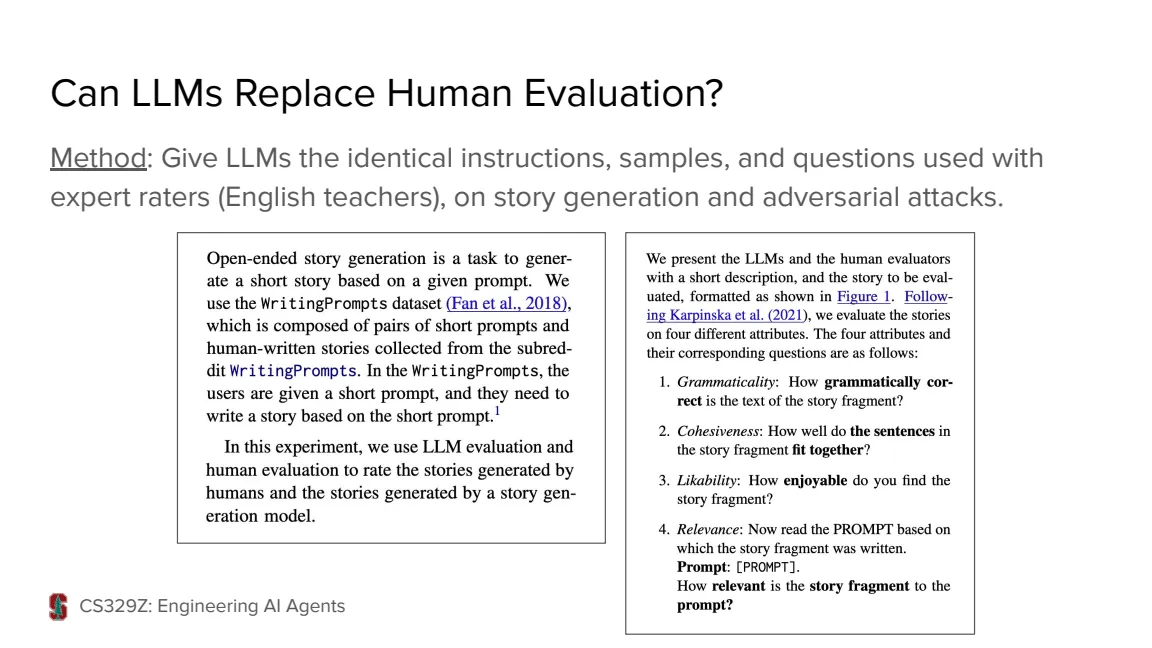 Can LLMs Replace Human Evaluation?
Method: Give LLMs the identical instructions, samples, and questions used with
expert raters (English teachers), on story generation and adversarial attacks.
Open-ended story generation is a task to gener-
ate a short story based on a given prompt. We
use the WritingPrompts dataset (Fan et al., 2018),
which is composed of pairs of short prompts and
human-written stories collected from the subred-
dit WritingPrompts. In the WritingPrompts, the
users are given a short prompt, and they need to
write a story based on the short prompt.1
In this experiment, we use LLM evaluation and
human evaluation to rate the stories generated by
humans and the stories generated by a story gen-
eration model.
We present the LLMs and the human evaluators
with a short description, and the story to be eval-
uated, formatted as shown in Figure 1. Follow-
ing Karpinska et al. (2021), we evaluate the stories
on four different attributes. The four attributes and
their corresponding questions are as follows:
1. Grammaticality: How grammatically cor-
rect is the text of the story fragment?
2. Cohesiveness: How well do the sentences in
the story fragment fit together?
3. Likability: How enjoyable do you find the
story fragment?
4. Relevance: Now read the PROMPT based on
which the story fragment was written.
Prompt: [PROMPT].
How relevant is the story fragment to the
prompt?
CS329Z: Engineering AI Agents